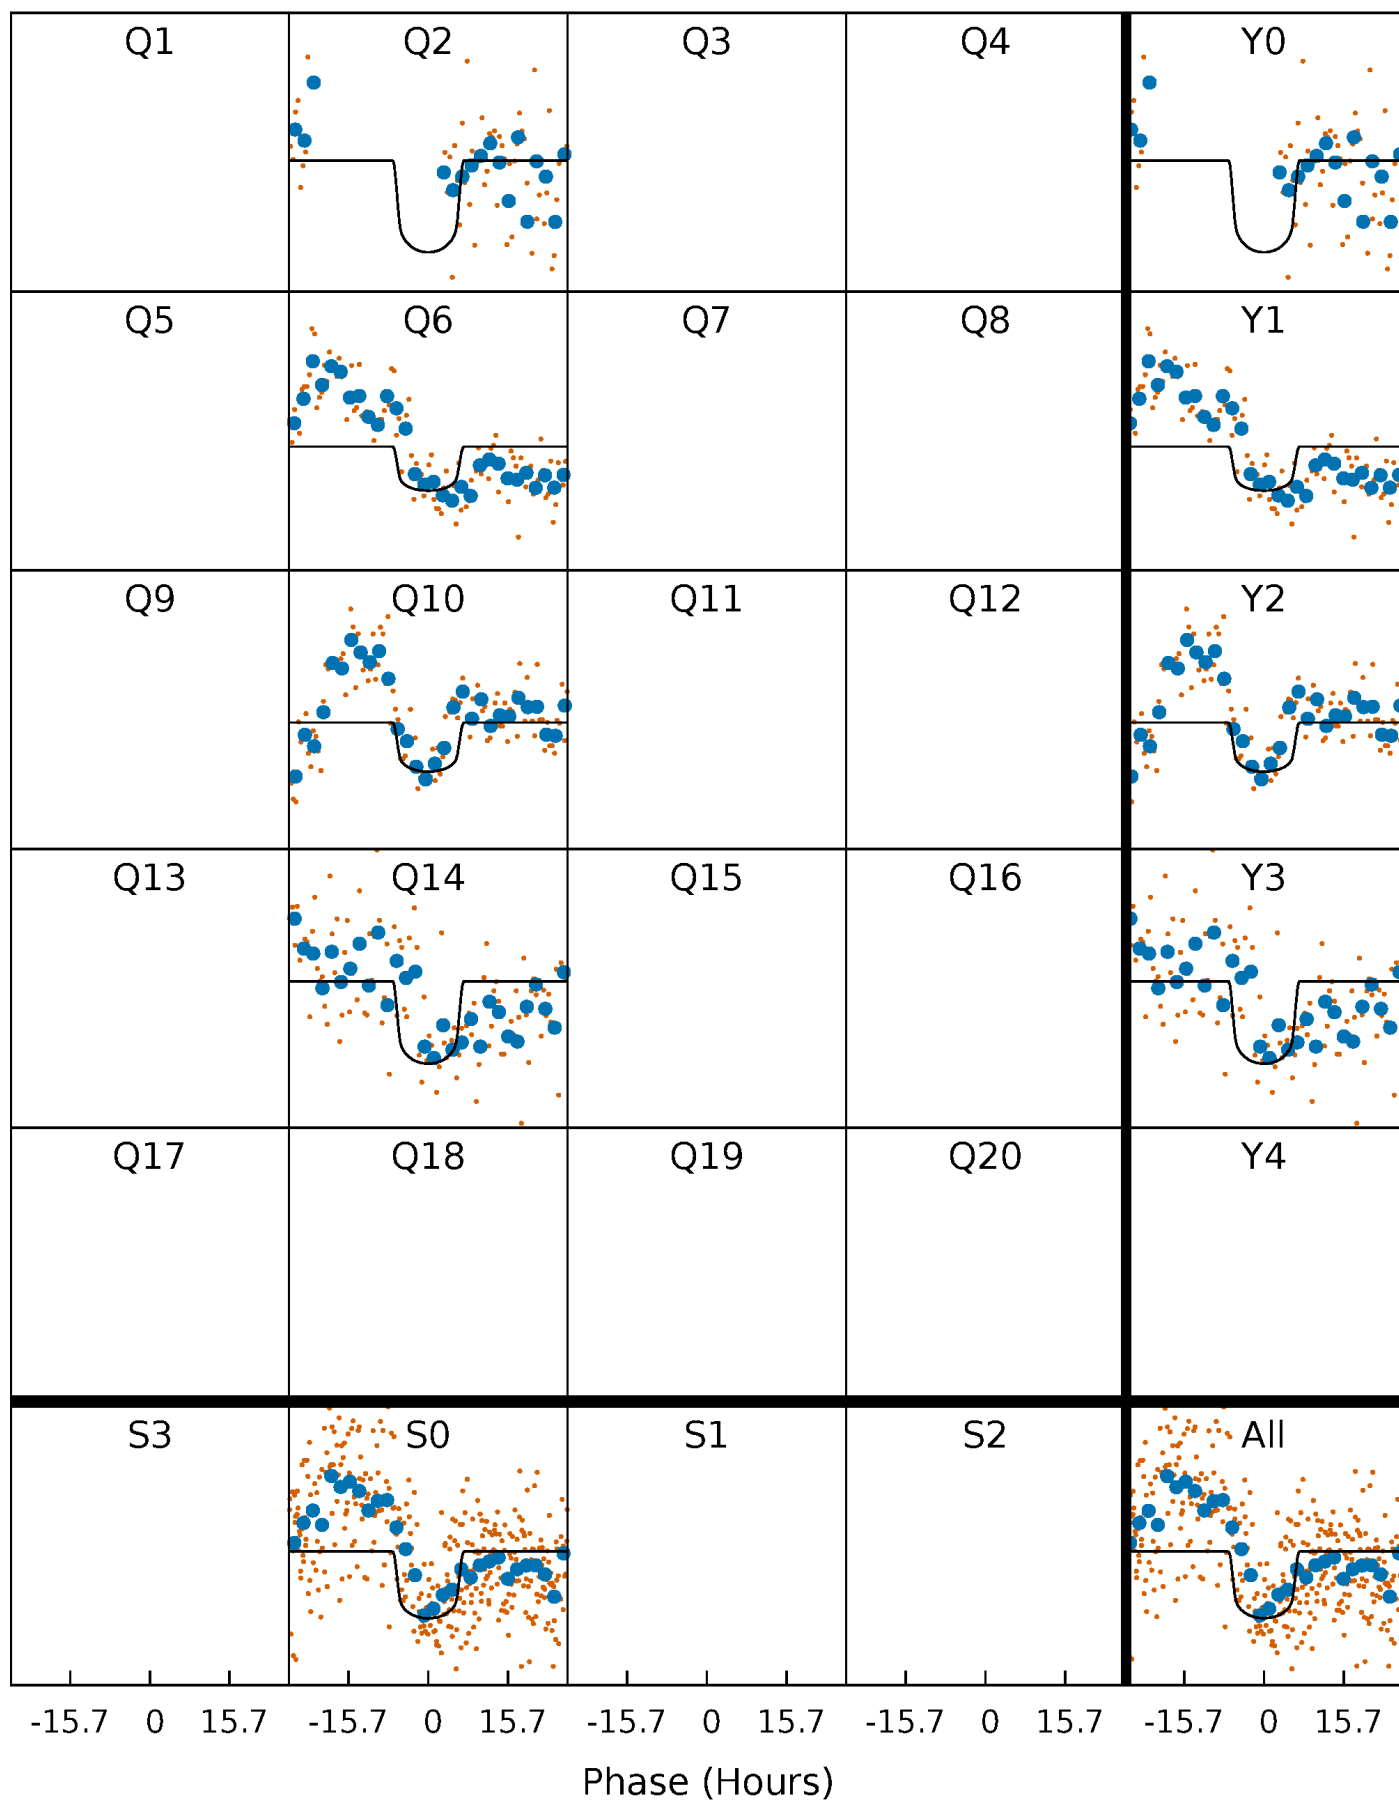 Q1 Q2 Q3 Q4 Y0
Q5 Q6 Q7 Q8 Y1
Q9 Q10 Q11 Q12 Y2
Q13 Q14 Q15 Q16 Y3
Q17 Q18 Q19 Q20 Y4
S3 S0 S1 S2 All
-15.7 0 15.7 -15.7 0 15.7 -15.7 0 15.7 -15.7 0 15.7 -15.7 0 15.7
Phase (Hours)